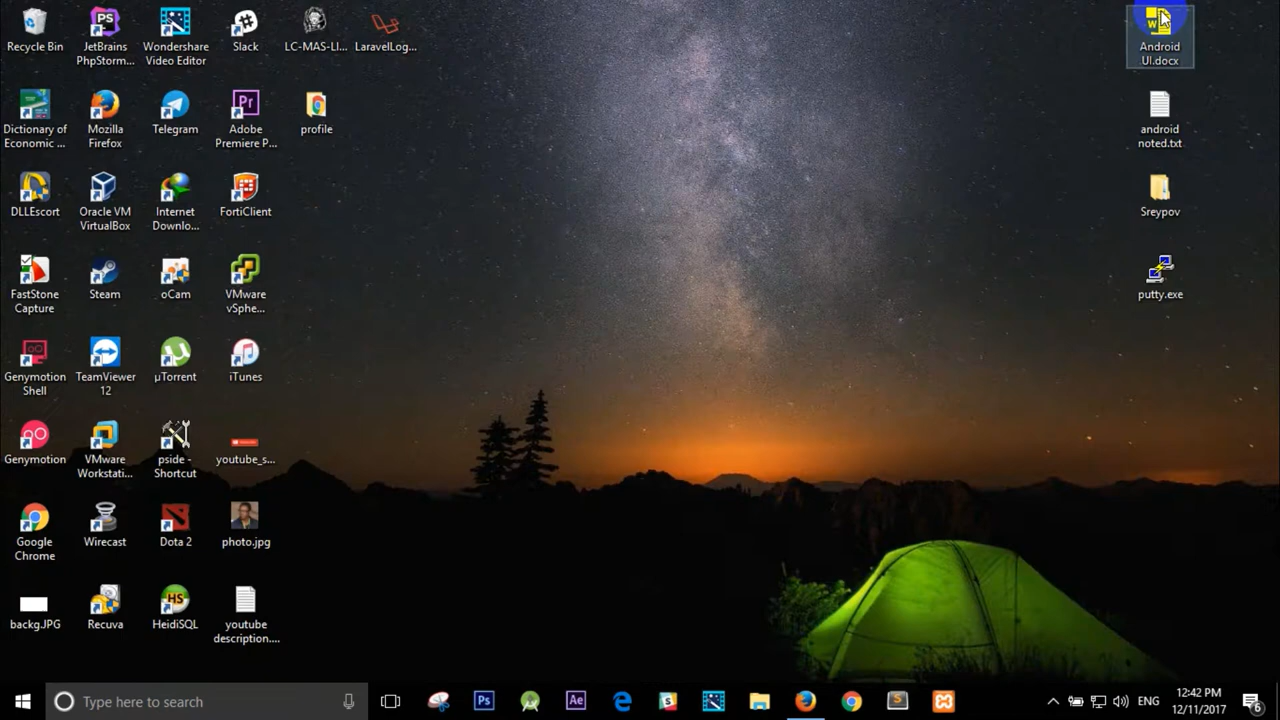 Recycle Bin
JetBrains
PhpStorm...
Wondershare
Video Editor
Slack
LC-MAS-LI...
LaravelLog...
Android
UI.docx
Dictionary of
Economic ...
Mozilla
Firefox
Telegram
Adobe
Premiere P...
profile
android
noted.txt
DLLEscort
Oracle VM
VirtualBox
Internet
Downlo...
FortiClient
Sreypov
FastStone
Capture
Steam
oCam
VMware
vSphe...
putty.exe
Genymotion
Shell
TeamViewer
12
µTorrent
iTunes
Genymotion
VMware
Workstati...
pside -
Shortcut
youtube_s...
Google
Chrome
Wirecast
Dota 2
photo.jpg
backg.JPG
Recuva
HeidiSQL
youtube
description....
Type here to search
ENG
12:42 PM
12/11/2017
6